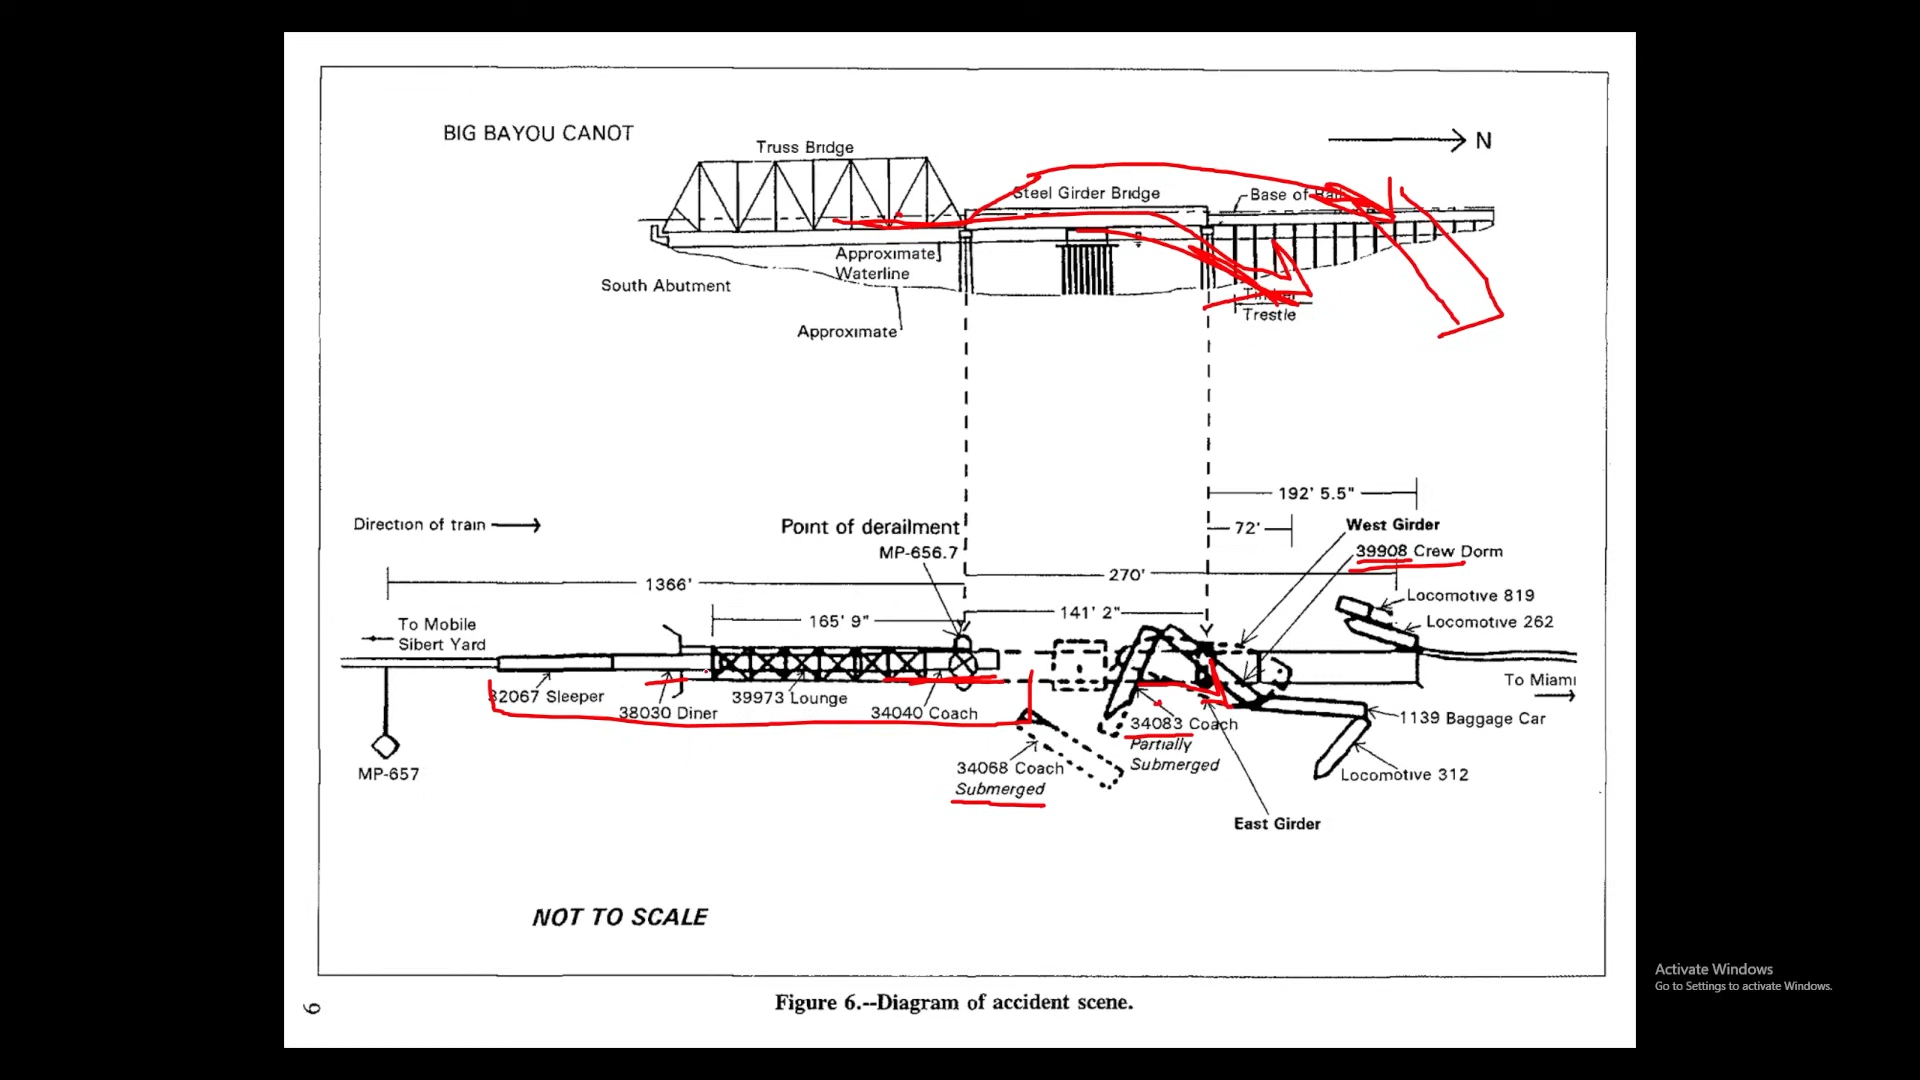 BIG BAYOU CANOT
N
Truss Bridge
Steel Girder Bridge
Base of Rail
Approximate
Waterline
South Abutment
Approximate
Timber
Trestle
192' 5.5"
Direction of train
Point of derailment
72'
West Girder
MP-656.7
39908 Crew Dorm
270'
1366'
Locomotive 819
141' 2"
165' 9"
Locomotive 262
To Mobile
Sibert Yard
To Miami
32067 Sleeper
39973 Lounge
38030 Diner
34040 Coach
34083 Coach
Partially
Submerged
1139 Baggage Car
34068 Coach
Submerged
MP-657
Locomotive 312
East Girder
NOT TO SCALE
Figure 6.--Diagram of accident scene.
6
Activate Windows
Go to Settings to activate Windows.